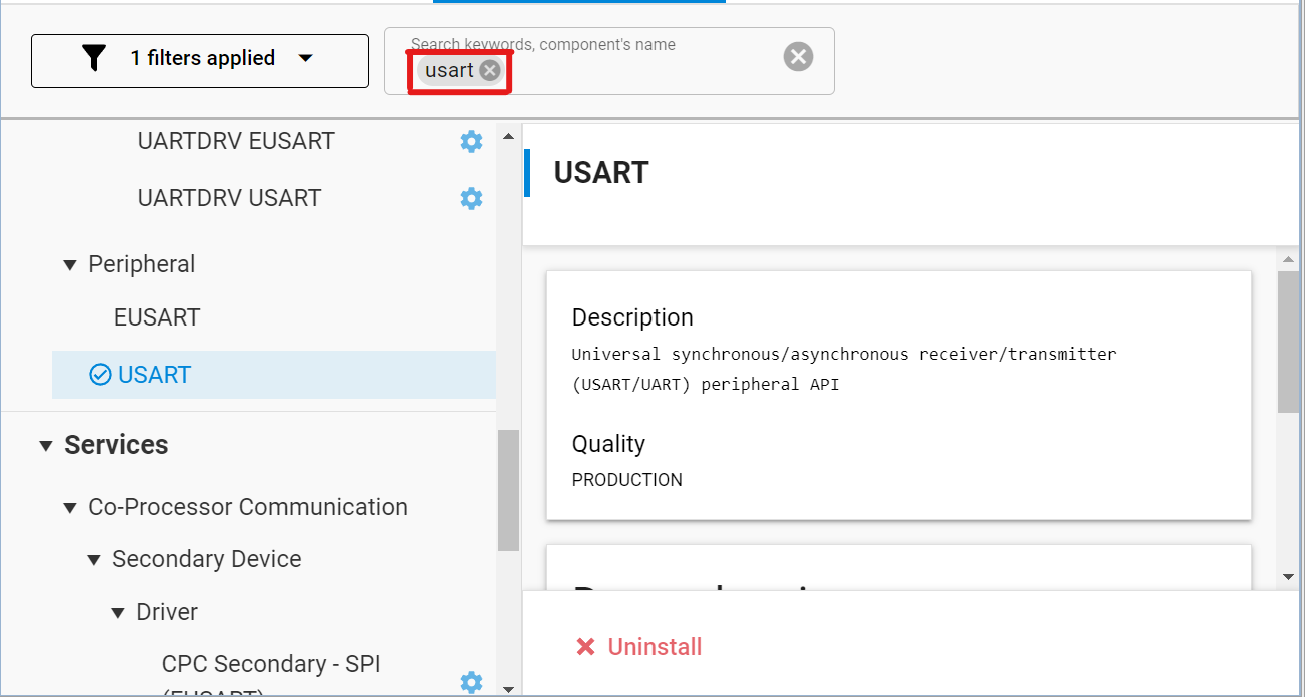 1 filters applied
Search keywords, component's name
usart
UARTDRV EUSART
UARTDRV USART
Peripheral
EUSART
USART
Services
Co-Processor Communication
Secondary Device
Driver
CPC Secondary - SPI
(EUSART)
USART
Description
Universal synchronous/asynchronous receiver/transmitter
(USART/UART) peripheral API
Quality
PRODUCTION
Uninstall